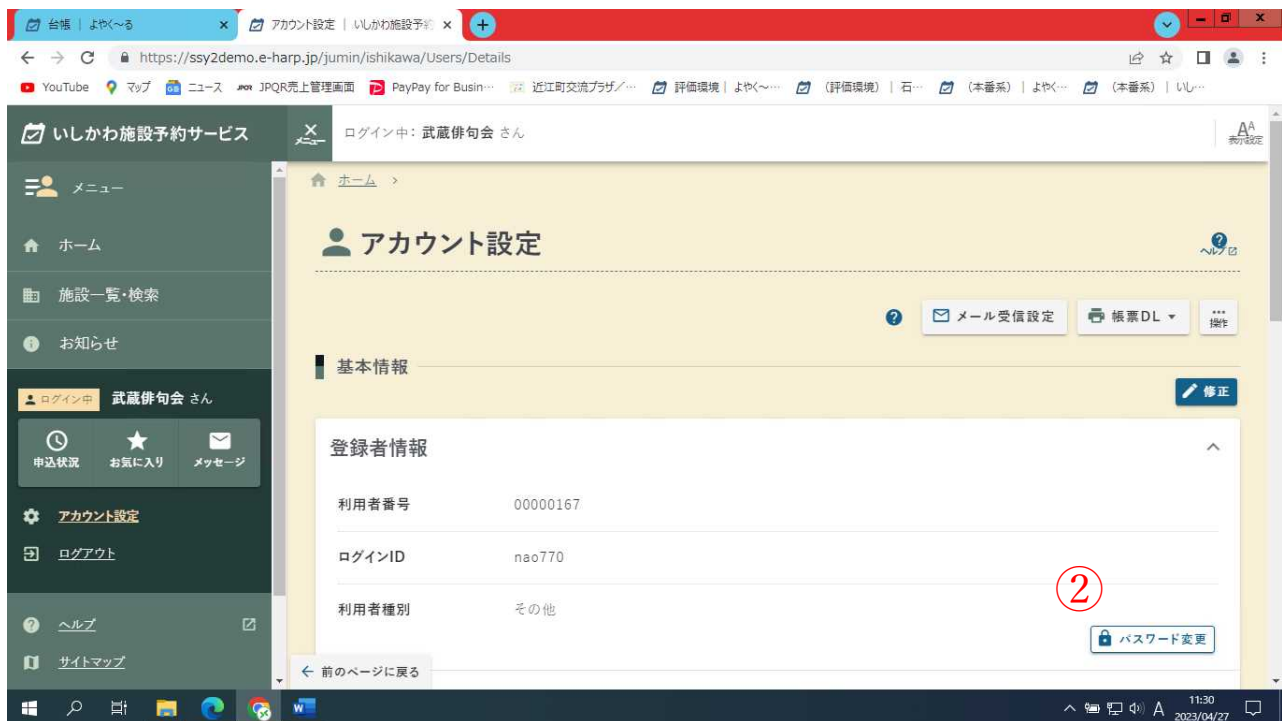 台帳 | よやく～る
アカウント設定 | いしかわ施設予約
https://ssy2demo.e-harp.jp/jumin/ishikawa/Users/Details
YouTube マップ ニュース JPQR売上管理画面 PayPay for Busin… 近江町交流プラザ/… 評価環境 | よやく～… (評価環境) | 石… (本番系) | よやく… (本番系) | いし…
いしかわ施設予約サービス
メニュー
ログイン中: 武蔵俳句会 さん
AA
表示設定
メニュー
ホーム
施設一覧・検索
お知らせ
ログイン中 武蔵俳句会 さん
申込状況 お気に入り メッセージ
アカウント設定
ログアウト
ヘルプ
サイトマップ
ホーム >
アカウント設定
ヘルプ
メール受信設定
帳票DL
操作
基本情報
修正
登録者情報
利用者番号 00000167
ログインID nao770
利用者種別 その他
②
パスワード変更
← 前のページに戻る
A
11:30
2023/04/27